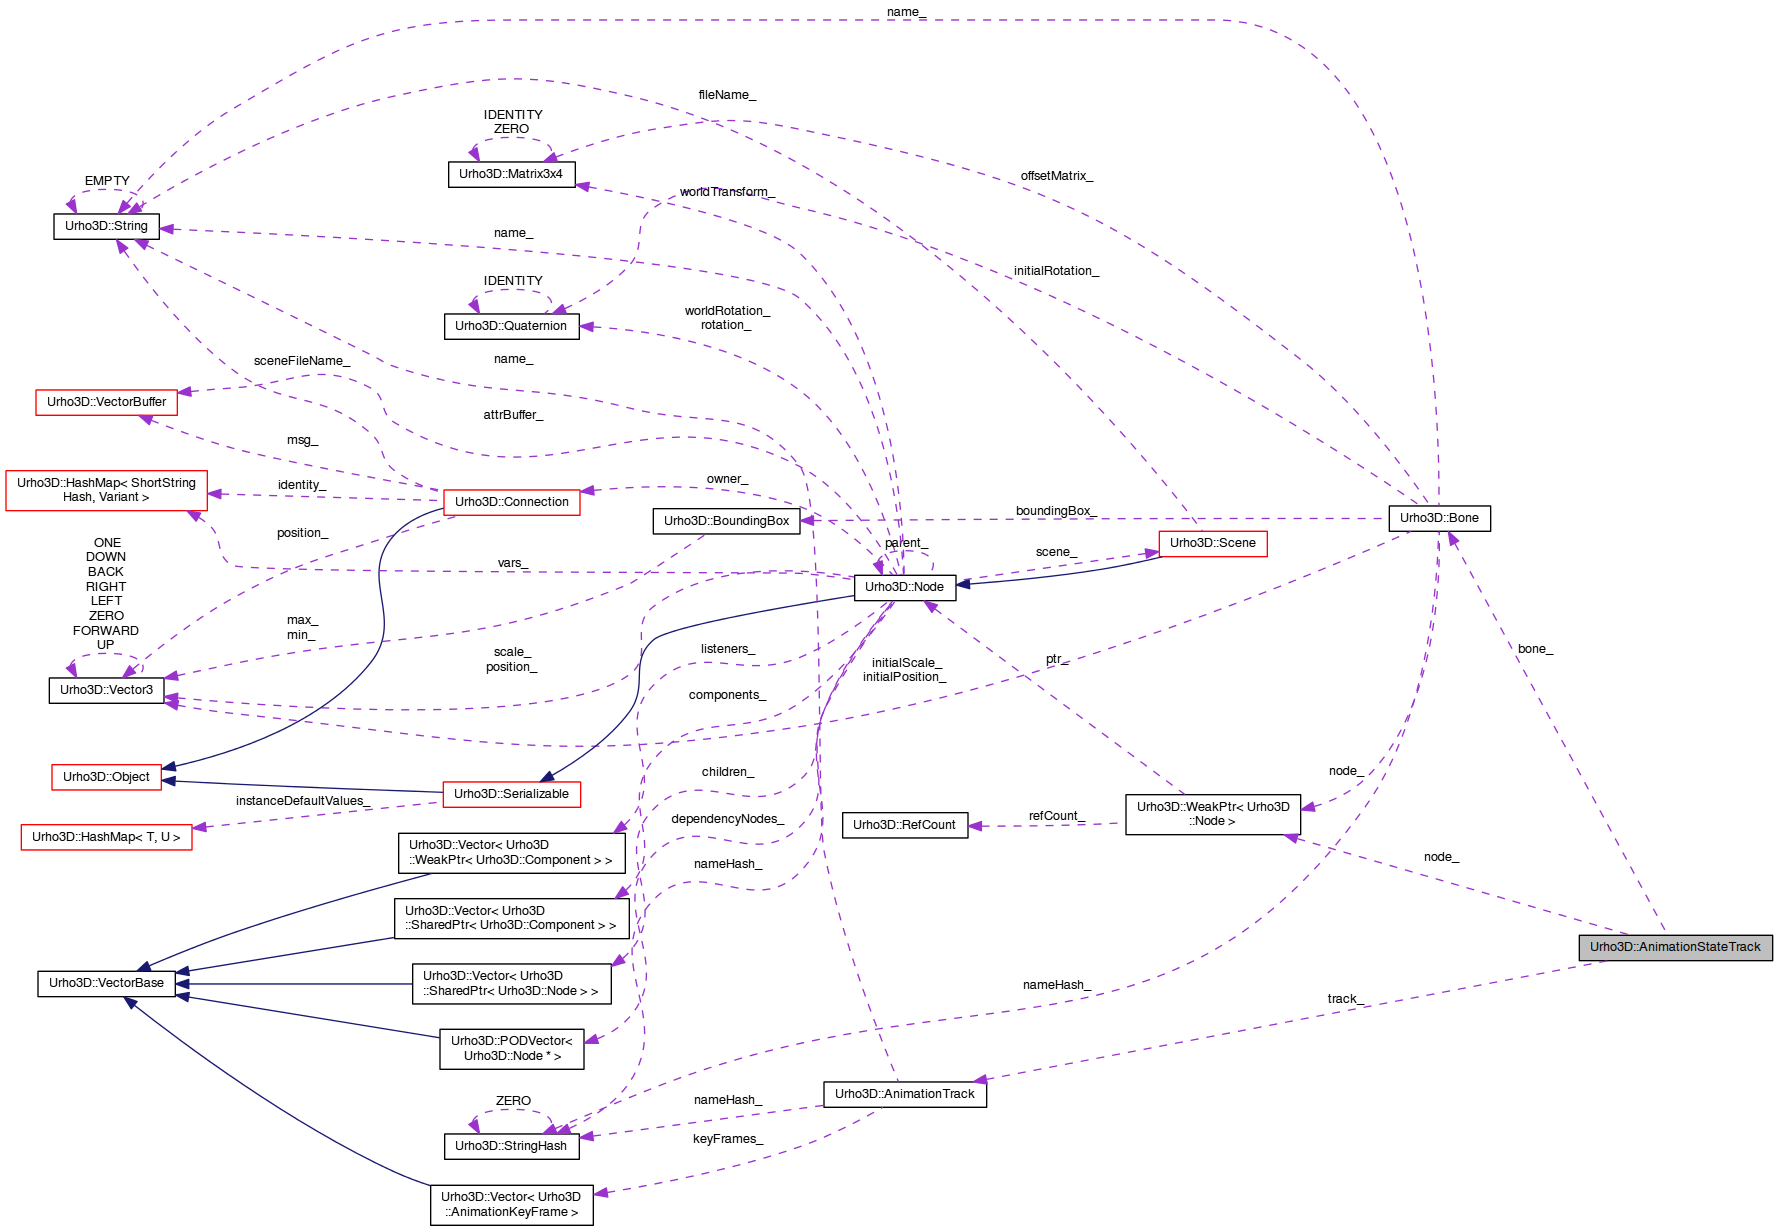 name_
fileName_
IDENTITY
ZERO
Urho3D::Matrix3x4
offsetMatrix_
EMPTY
worldTransform_
Urho3D::String
name_
initialRotation_
IDENTITY
Urho3D::Quaternion
worldRotation_
rotation_
sceneFileName_
name_
Urho3D::VectorBuffer
attrBuffer_
msg_
Urho3D::HashMap< ShortString
Hash, Variant >
identity_
owner_
Urho3D::Connection
Urho3D::BoundingBox
boundingBox_
Urho3D::Bone
position_
parent_
scene_
Urho3D::Scene
ONE
DOWN
BACK
RIGHT
LEFT
ZERO
FORWARD
UP
vars_
Urho3D::Node
max_
min_
scale_
position_
listeners_
initialScale_
initialPosition_
ptr_
bone_
Urho3D::Vector3
components_
Urho3D::Object
children_
node_
Urho3D::Serializable
instanceDefaultValues_
Urho3D::HashMap< T, U >
dependencyNodes_
Urho3D::RefCount
refCount_
Urho3D::WeakPtr< Urho3D
::Node >
Urho3D::Vector< Urho3D
::WeakPtr< Urho3D::Component > >
nameHash_
node_
Urho3D::Vector< Urho3D
::SharedPtr< Urho3D::Component > >
Urho3D::AnimationStateTrack
Urho3D::VectorBase
Urho3D::Vector< Urho3D
::SharedPtr< Urho3D::Node > >
nameHash_
track_
Urho3D::PODVector<
Urho3D::Node * >
ZERO
nameHash_
Urho3D::AnimationTrack
Urho3D::StringHash
keyFrames_
Urho3D::Vector< Urho3D
::AnimationKeyFrame >